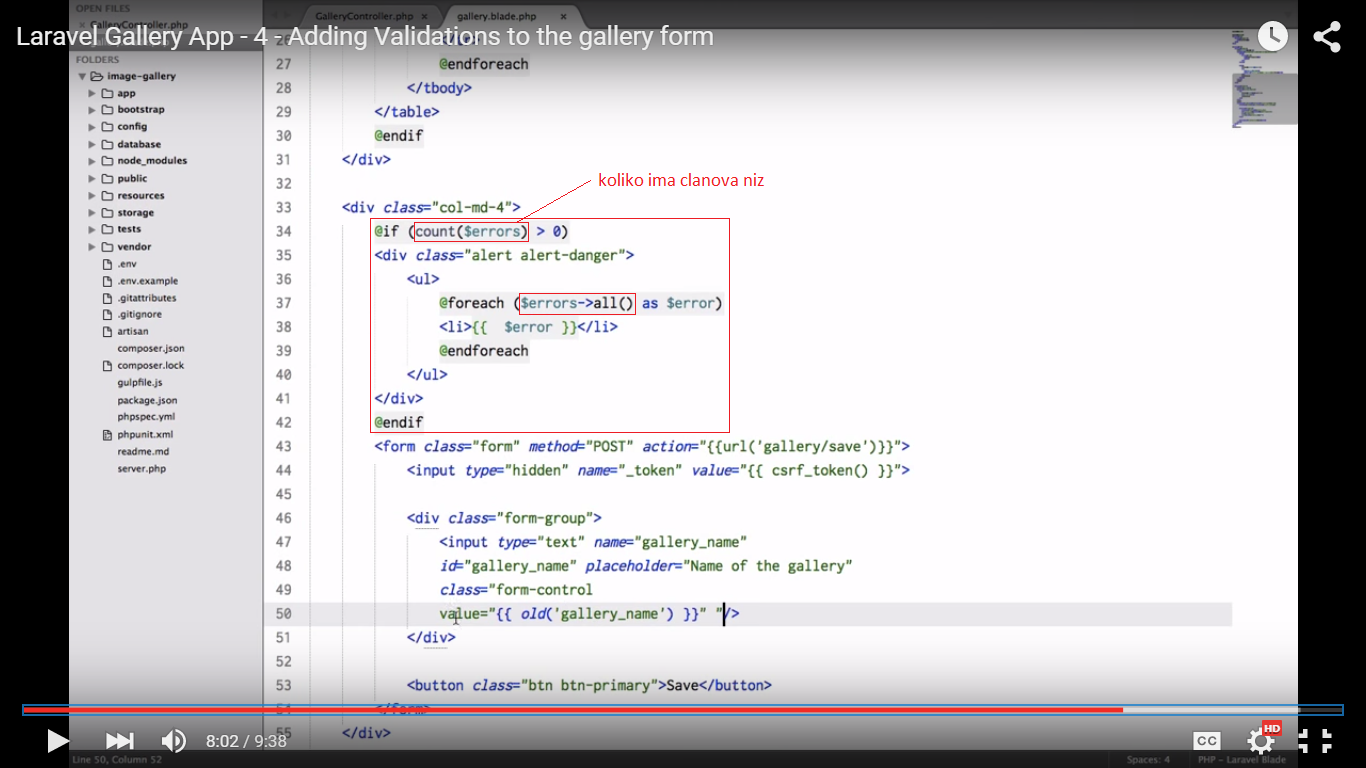 OPEN FILES
GalleryController.php
GalleryController.php
gallery.blade.php
Laravel Gallery App - 4 - Adding Validations to the gallery form
FOLDERS
image-gallery
app
bootstrap
config
database
node_modules
public
resources
storage
tests
vendor
.env
.env.example
.gitattributes
.gitignore
artisan
composer.json
composer.lock
gulpfile.js
package.json
phpspec.yml
phpunit.xml
readme.md
server.php
26
27 @endforeach
28 </tbody>
29 </table>
30 @endif
31 </div>
32
koliko ima clanova niz
33 <div class="col-md-4">
34 @if (count($errors) > 0)
35 <div class="alert alert-danger">
36 <ul>
37 @foreach ($errors->all() as $error)
38 <li>{{  $error }}</li>
39 @endforeach
40 </ul>
41 </div>
42 @endif
43 <form class="form" method="POST" action="{{url('gallery/save')}}">
44 <input type="hidden" name="_token" value="{{ csrf_token() }}">
45
46 <div class="form-group">
47 <input type="text" name="gallery_name"
48 id="gallery_name" placeholder="Name of the gallery"
49 class="form-control
50 value="{{ old('gallery_name') }}" "/>
51 </div>
52
53 <button class="btn btn-primary">Save</button>
54 </form>
55 </div>
8:02 / 9:38
CC
HD
Line 50, Column 52
Spaces: 4
PHP - Laravel Blade